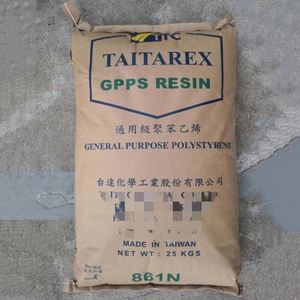 TTC
TAITAREX
GPPS RESIN
通用級聚苯乙烯
GENERAL PURPOSE POLYSTYRENE
台達化學工業股份有限公司
MADE IN TAIWAN
NET WT: 25 KGS
861N